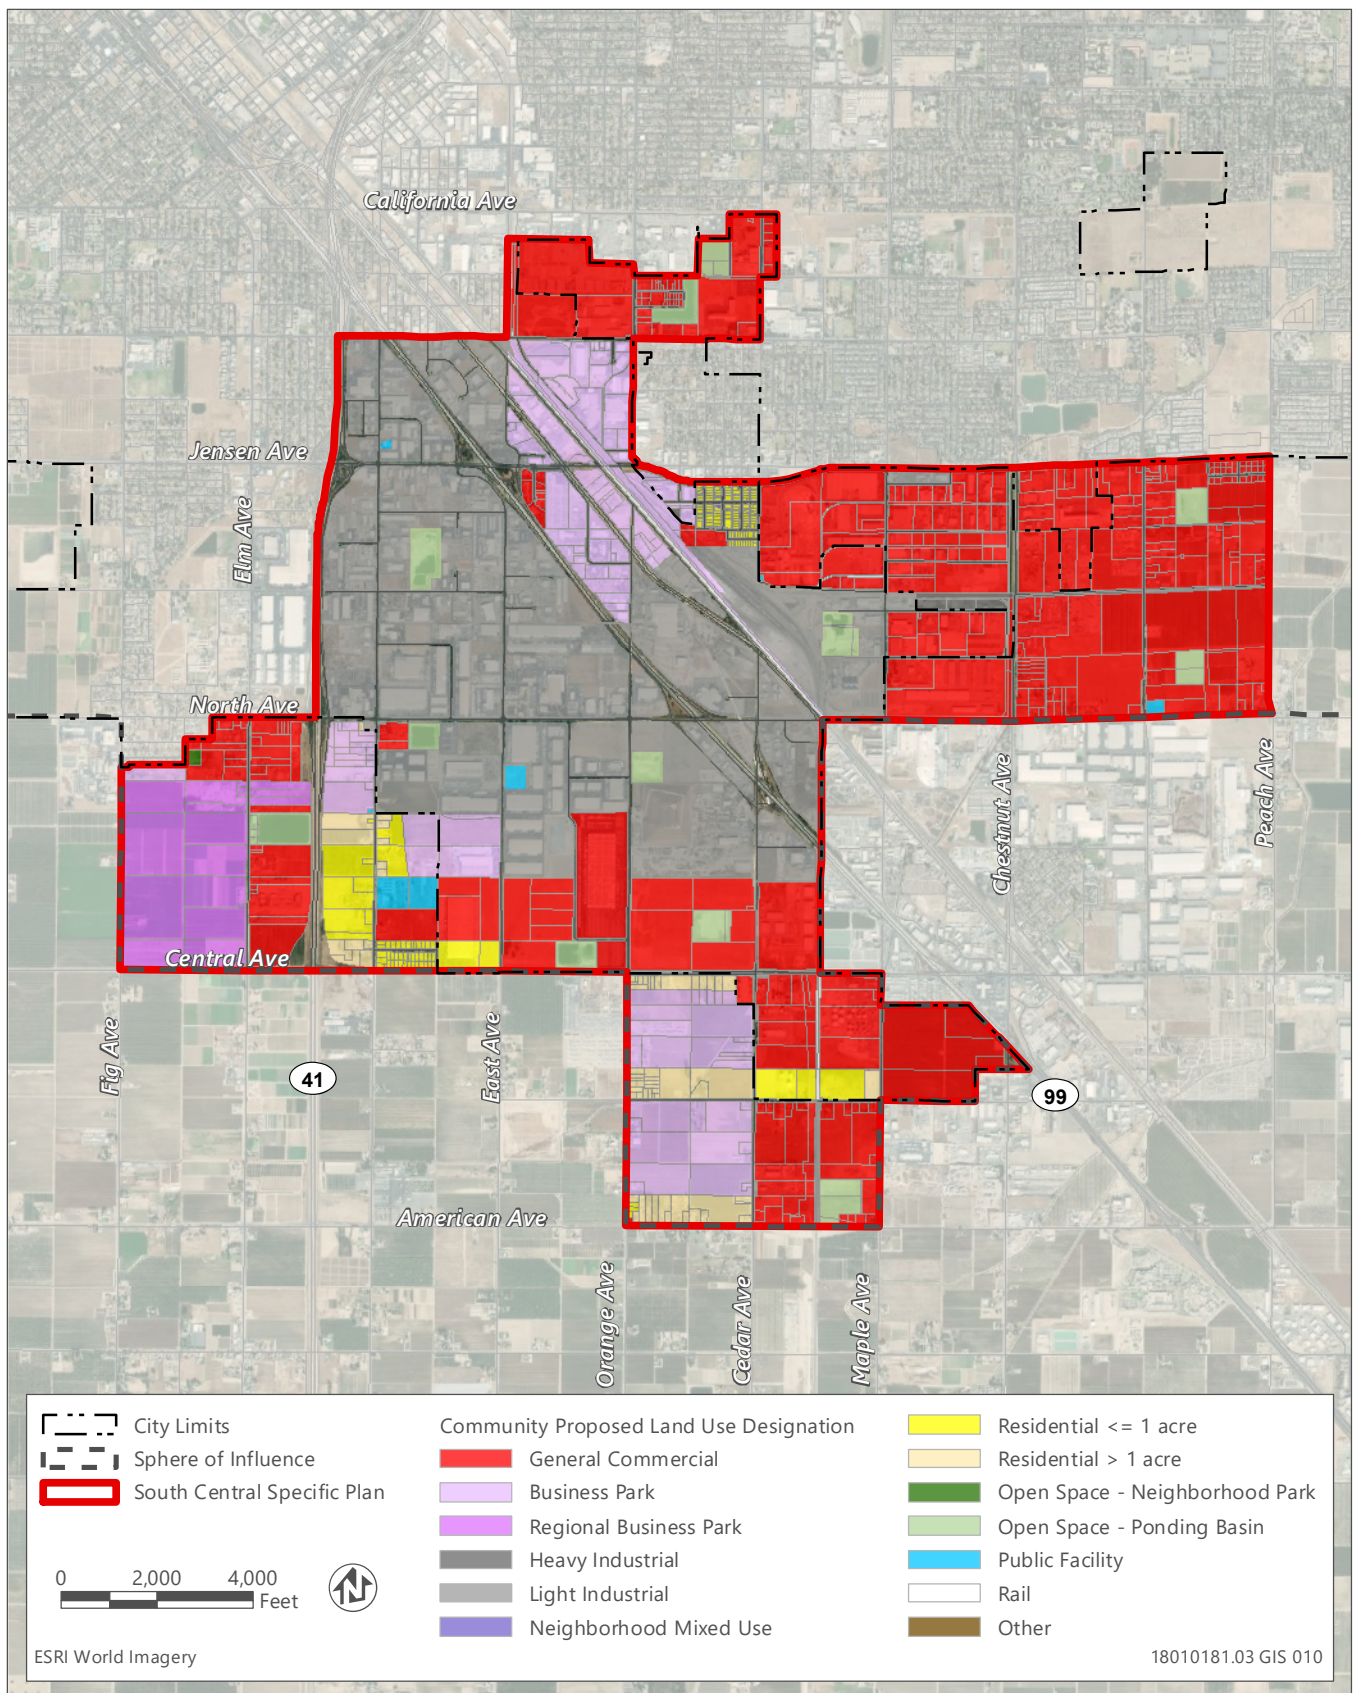 California Ave
Jensen Ave
Elm Ave
North Ave
Chestnut Ave
Peach Ave
Central Ave
Fig Ave
41
East Ave
99
American Ave
Orange Ave
Cedar Ave
Maple Ave
City Limits
Sphere of Influence
South Central Specific Plan
0 2,000 4,000
Feet
N
ESRI World Imagery
Community Proposed Land Use Designation
General Commercial
Business Park
Regional Business Park
Heavy Industrial
Light Industrial
Neighborhood Mixed Use
Residential <= 1 acre
Residential > 1 acre
Open Space - Neighborhood Park
Open Space - Ponding Basin
Public Facility
Rail
Other
18010181.03 GIS 010